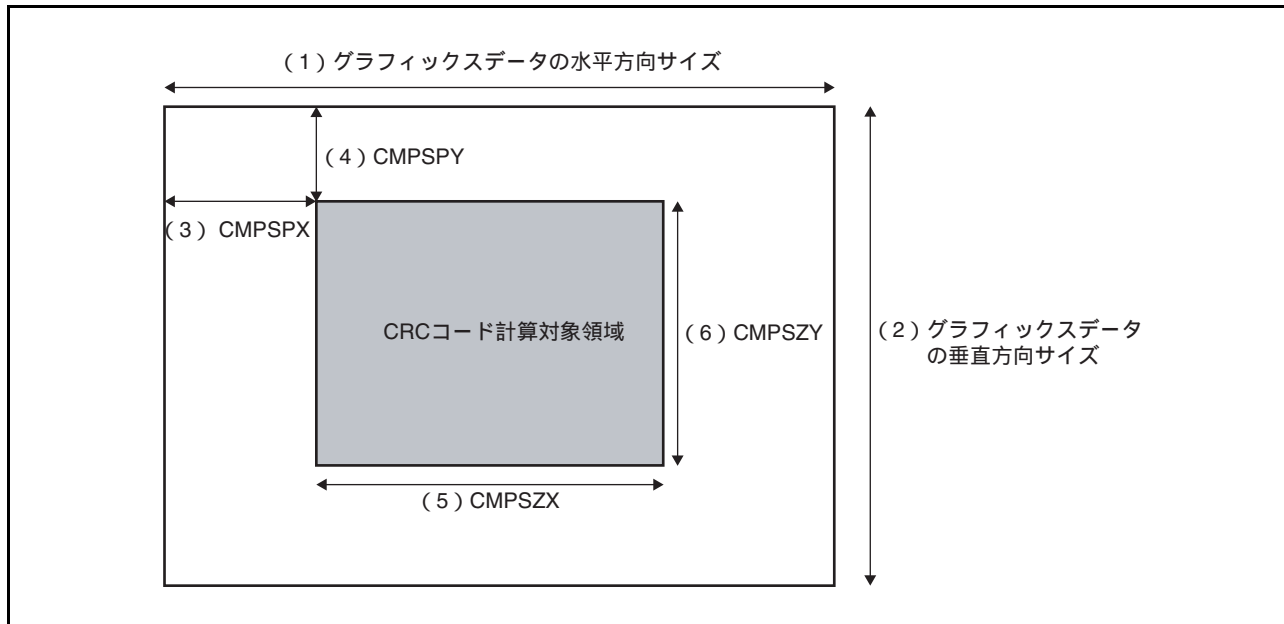 （1）グラフィックスデータの水平方向サイズ
（4）CMPSPY
（3） CMPSPX
CRCコード計算対象領域
（6）CMPSZY
（2）グラフィックスデータ
の垂直方向サイズ
（5）CMPSZX